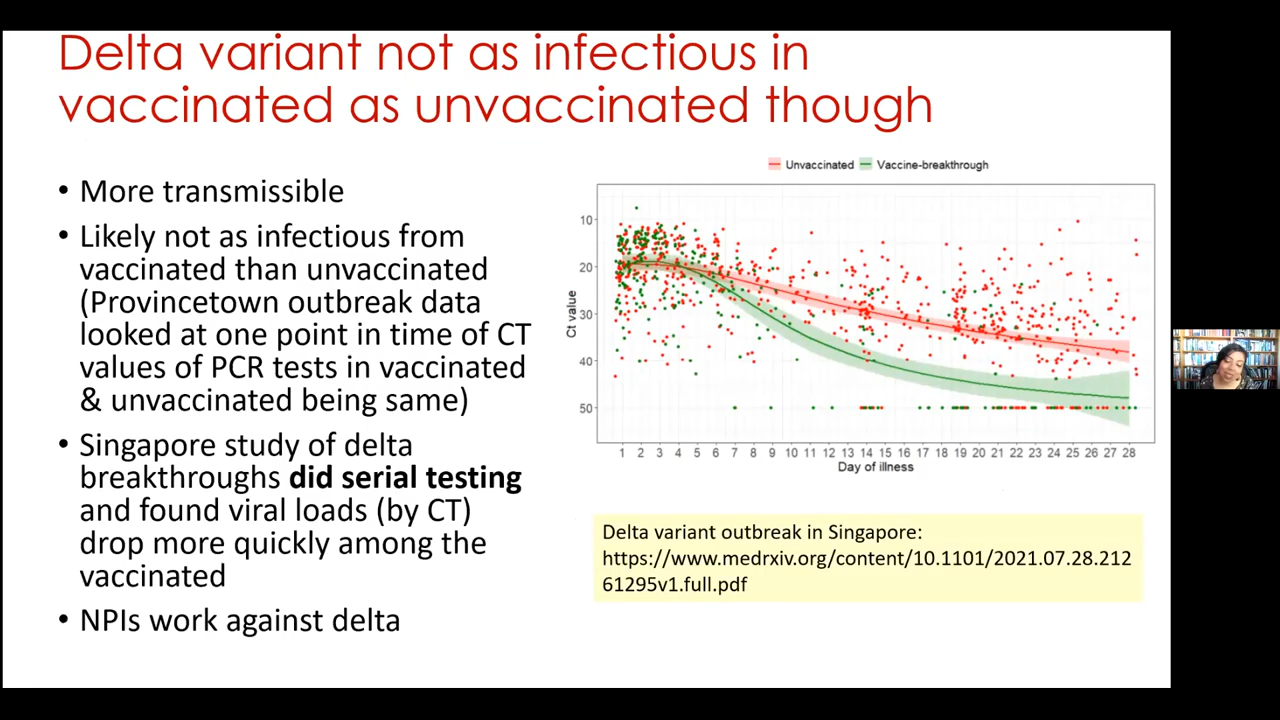 Delta variant not as infectious in
vaccinated as unvaccinated though
• More transmissible
• Likely not as infectious from
vaccinated than unvaccinated
(Provincetown outbreak data
looked at one point in time of CT
values of PCR tests in vaccinated
& unvaccinated being same)
• Singapore study of delta
breakthroughs did serial testing
and found viral loads (by CT)
drop more quickly among the
vaccinated
• NPIs work against delta
Unvaccinated Vaccine-breakthrough
Ct value
10
20
30
40
50
1 2 3 4 5 6 7 8 9 10 11 12 13 14 15 16 17 18 19 20 21 22 23 24 25 26 27 28
Day of illness
Delta variant outbreak in Singapore:
https://www.medrxiv.org/content/10.1101/2021.07.28.212
61295v1.full.pdf